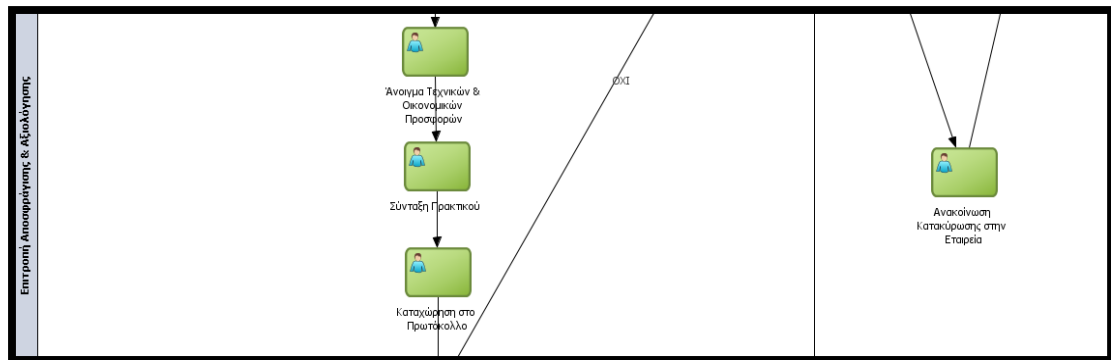 Επιτροπή Αποσφράγισης & Αξιολόγησης
Άνοιγμα Τεχνικών &
Οικονομικών
Προσφορών
ΟΧΙ
Σύνταξη Πρακτικού
Καταχώρηση στο
Πρωτόκολλο
Ανακοίνωση
Κατακύρωσης στην
Εταιρεία